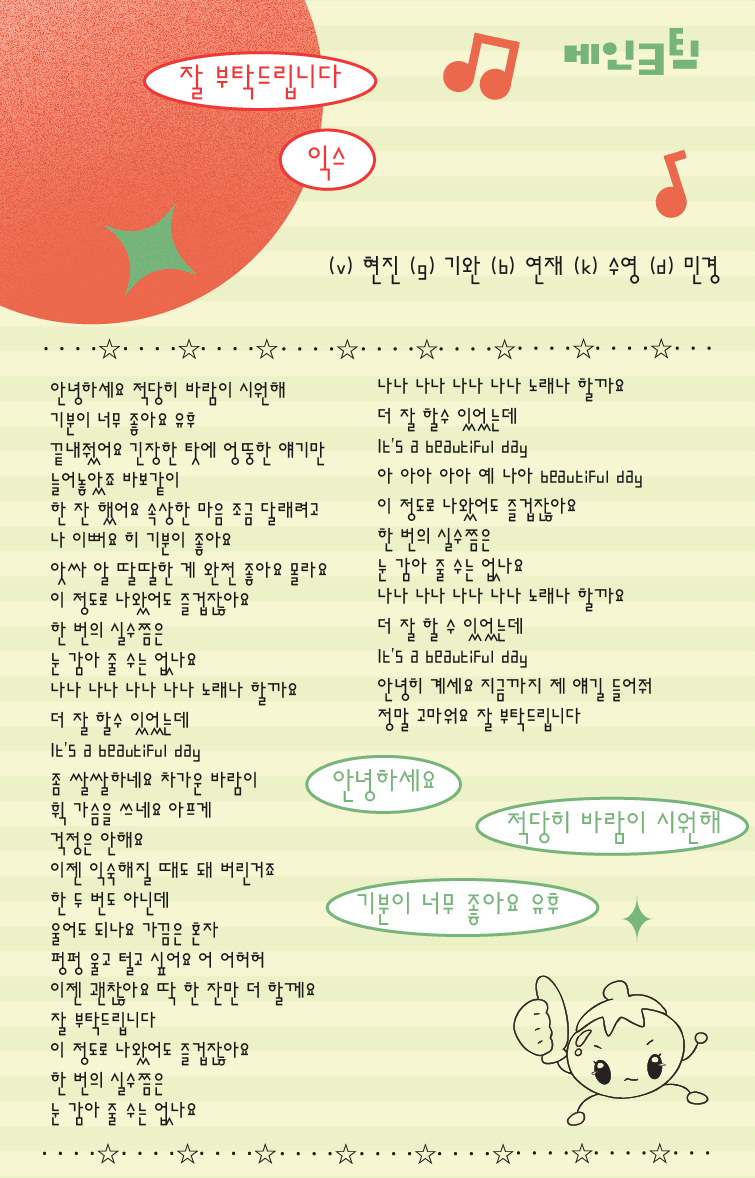 메인크틴
잘 부탁드립니다
익스
(v) 현진 (g) 기완 (b) 연재 (k) 수영 (d) 민경
안녕하세요 적당히 바람이 시원해
기분이 너무 좋아요 유후
끝내줬어요 긴장한 탓에 엉뚱한 얘기만
늘어놓았죠 바보같이
한 잔 했어요 속상한 마음 조금 달래려고
나 이뻐요 히 기분이 좋아요
앗싸 알 딸딸한 게 완전 좋아요 몰라요
이 정도로 나왔어도 즐겁잖아요
한 번의 실수쯤은
눈 감아 줄 수는 없나요
나나 나나 나나 나나 노래나 할까요
더 잘 할수 있었는데
It's a beautiful day
좀 쌀쌀하네요 차가운 바람이
휙 가슴을 쓰네요 아프게
걱정은 안해요
이젠 익숙해질 때도 돼 버린거죠
한 두 번도 아닌데
울어도 되나요 가끔은 혼자
펑펑 울고 털고 싶어요 어 어허허
이젠 괜찮아요 딱 한 잔만 더 할께요
잘 부탁드립니다
이 정도로 나왔어도 즐겁잖아요
한 번의 실수쯤은
눈 감아 줄 수는 없나요
나나 나나 나나 나나 노래나 할까요
더 잘 할수 있었는데
It's a beautiful day
아 아아 아아 예 나아 beautiful day
이 정도로 나왔어도 즐겁잖아요
한 번의 실수쯤은
눈 감아 줄 수는 없나요
나나 나나 나나 나나 노래나 할까요
더 잘 할 수 있었는데
It's a beautiful day
안녕히 계세요 지금까지 제 얘길 들어줘
정말 고마워요 잘 부탁드립니다
안녕하세요
적당히 바람이 시원해
기분이 너무 좋아요 유후